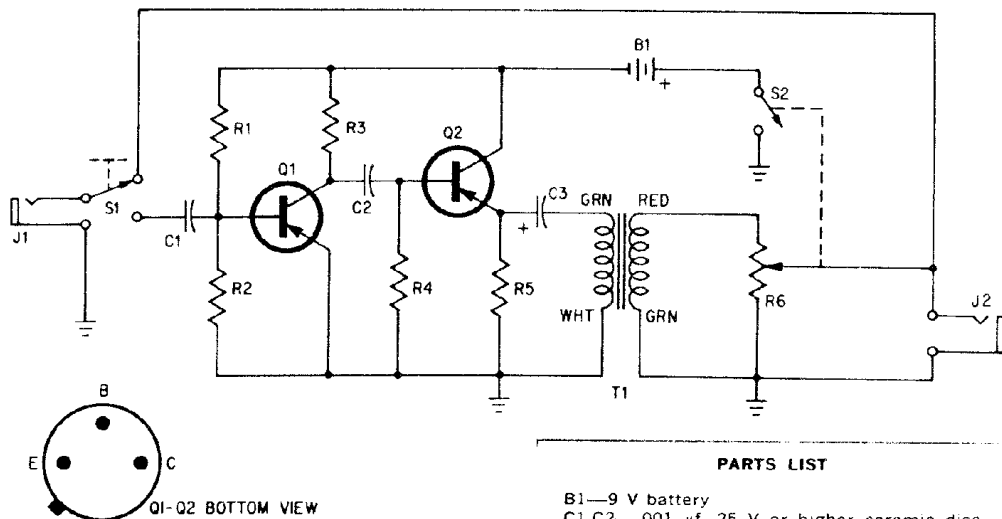 B1
+
S2
R1
R3
Q2
Q1
S1
J1
C1
C2
C3
+
GRN
RED
R2
R4
R5
R6
WHT
GRN
J2
T1
B
E
C
Q1-Q2 BOTTOM VIEW
PARTS LIST
B1—9 V battery